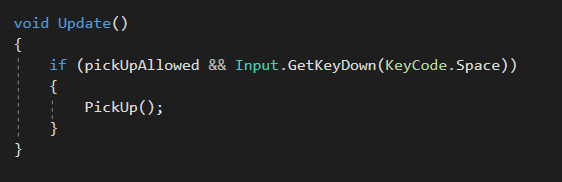 void Update()
{
    if (pickUpAllowed && Input.GetKeyDown(KeyCode.Space))
    {
        PickUp();
    }
}